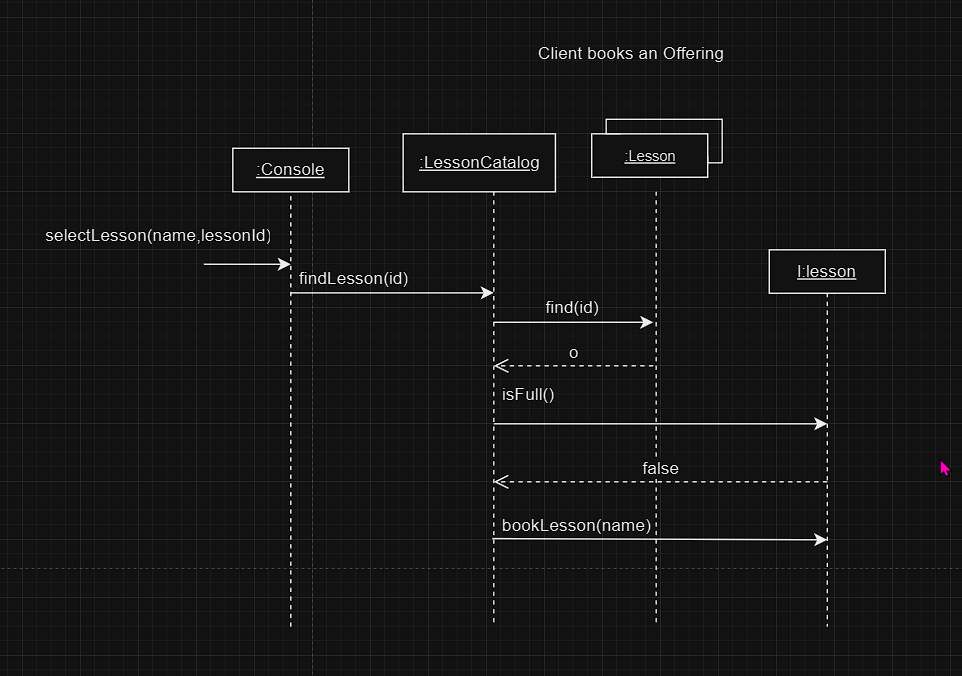 Client books an Offering
:Console
:LessonCatalog
:Lesson
selectLesson(name,lessonId)
l:lesson
findLesson(id)
find(id)
o
isFull()
false
bookLesson(name)